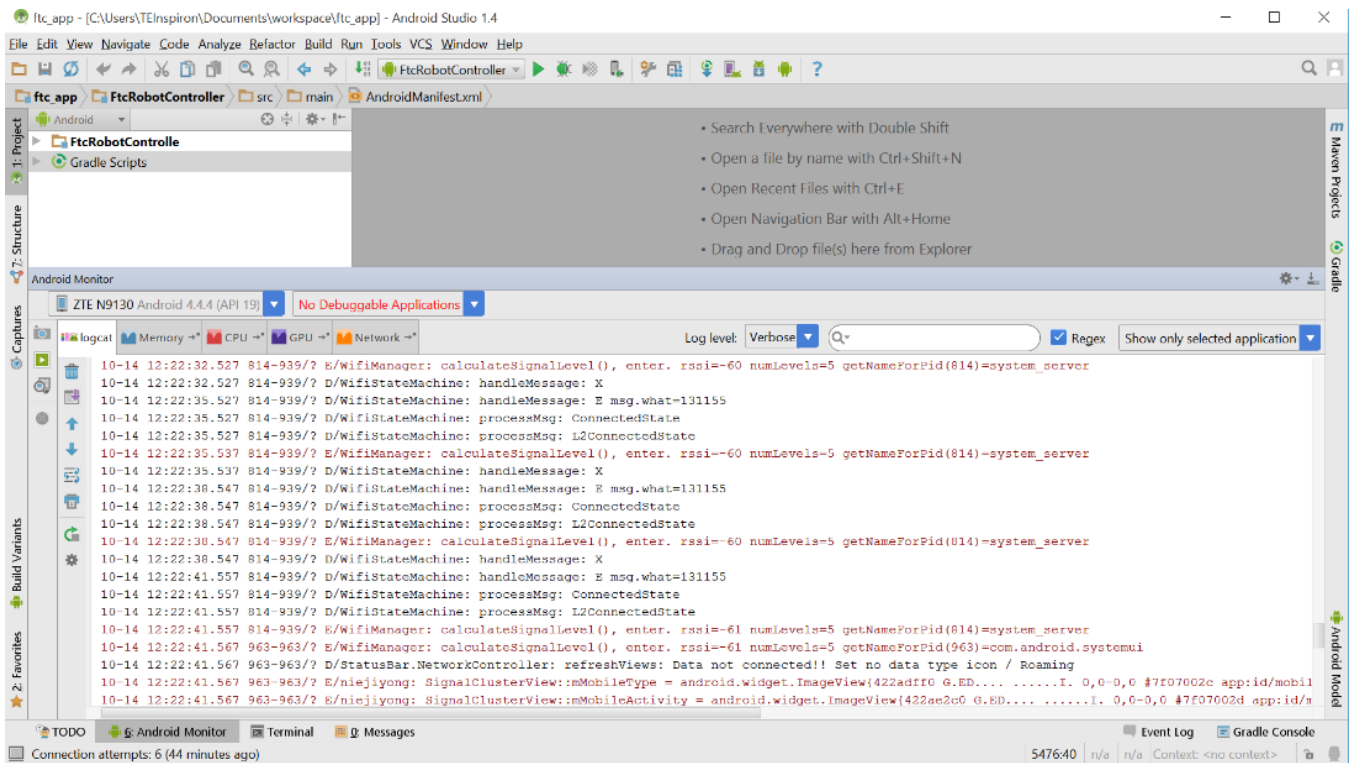 ftc_app - [C:\Users\TEInspiron\Documents\workspace\ftc_app] - Android Studio 1.4
File Edit View Navigate Code Analyze Refactor Build Run Tools VCS Window Help
FtcRobotController
ftc_app FtcRobotController src main AndroidManifest.xml
Android
FtcRobotControlle
Gradle Scripts
1: Project
7: Structure
Captures
Build Variants
2: Favorites
• Search Everywhere with Double Shift
• Open a file by name with Ctrl+Shift+N
• Open Recent Files with Ctrl+E
• Open Navigation Bar with Alt+Home
• Drag and Drop file(s) here from Explorer
Maven Projects
Gradle
Android Model
Android Monitor
ZTE N9130 Android 4.4.4 (API 19) No Debuggable Applications
logcat Memory CPU GPU Network Log level: Verbose Regex Show only selected application
10-14 12:22:32.527 814-939/? E/WifiManager: calculateSignalLevel(), enter. rssi=-60 numLevels=5 getNameForPid(814)=system_server
10-14 12:22:32.527 814-939/? D/WifiStateMachine: handleMessage: X
10-14 12:22:35.527 814-939/? D/WifiStateMachine: handleMessage: E msg.what=131155
10-14 12:22:35.527 814-939/? D/WifiStateMachine: processMsg: ConnectedState
10-14 12:22:35.527 814-939/? D/WifiStateMachine: processMsg: L2ConnectedState
10-14 12:22:35.537 814-939/? E/WifiManager: calculateSignalLevel(), enter. rssi=-60 numLevels=5 getNameForPid(814)=system_server
10-14 12:22:35.537 814-939/? D/WifiStateMachine: handleMessage: X
10-14 12:22:38.547 814-939/? D/WifiStateMachine: handleMessage: E msg.what=131155
10-14 12:22:38.547 814-939/? D/WifiStateMachine: processMsg: ConnectedState
10-14 12:22:38.547 814-939/? D/WifiStateMachine: processMsg: L2ConnectedState
10-14 12:22:38.547 814-939/? E/WifiManager: calculateSignalLevel(), enter. rssi=-60 numLevels=5 getNameForPid(814)=system_server
10-14 12:22:38.547 814-939/? D/WifiStateMachine: handleMessage: X
10-14 12:22:41.557 814-939/? D/WifiStateMachine: handleMessage: E msg.what=131155
10-14 12:22:41.557 814-939/? D/WifiStateMachine: processMsg: ConnectedState
10-14 12:22:41.557 814-939/? D/WifiStateMachine: processMsg: L2ConnectedState
10-14 12:22:41.557 814-939/? E/WifiManager: calculateSignalLevel(), enter. rssi=-61 numLevels=5 getNameForPid(814)=system_server
10-14 12:22:41.567 963-963/? E/WifiManager: calculateSignalLevel(), enter. rssi=-61 numLevels=5 getNameForPid(963)=com.android.systemui
10-14 12:22:41.567 963-963/? D/StatusBar.NetworkController: refreshViews: Data not connected!! Set no data type icon / Roaming
10-14 12:22:41.567 963-963/? E/niejiyong: SignalClusterView::mMobileType = android.widget.ImageView{422adff0 G.ED.... ......I. 0,0-0,0 #7f07002c app:id/mobil
10-14 12:22:41.567 963-963/? E/niejiyong: SignalClusterView::mMobileActivity = android.widget.ImageView{422ae2c0 G.ED.... ......I. 0,0-0,0 #7f07002d app:id/m
TODO 6: Android Monitor Terminal 0: Messages Event Log Gradle Console
Connection attempts: 6 (44 minutes ago) 5476:40 n/a n/a Context: <no context>